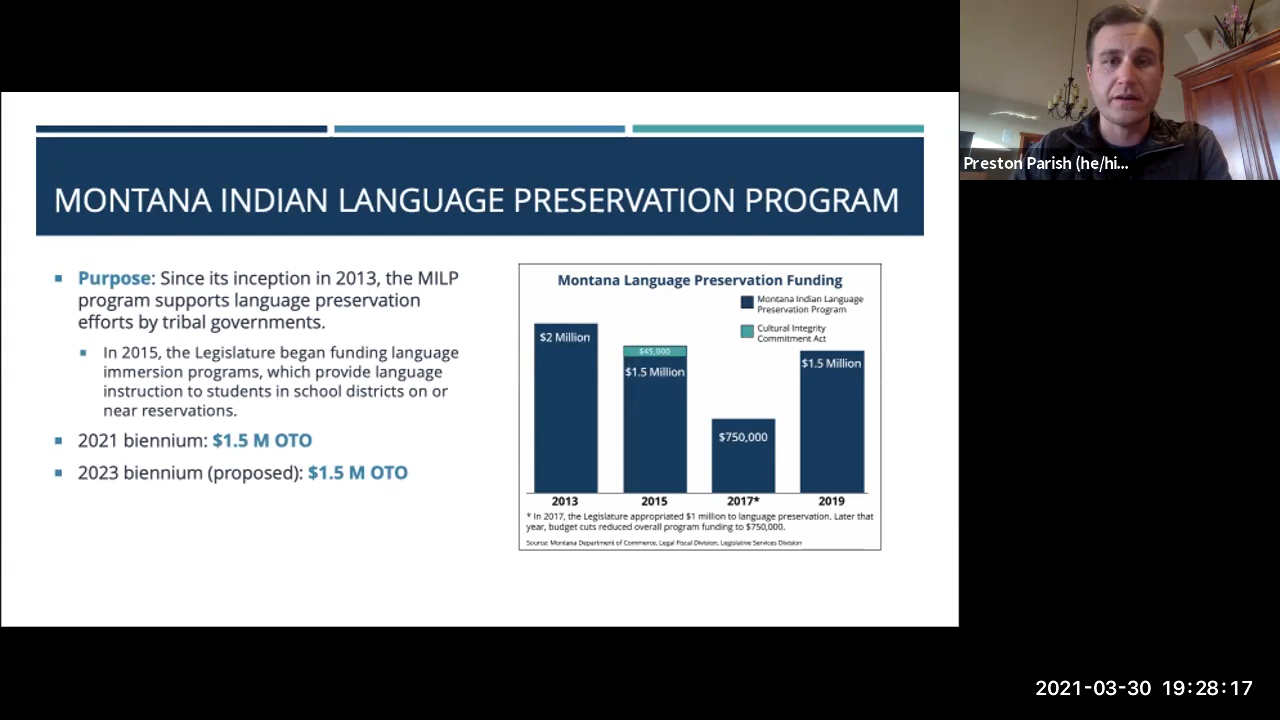 MONTANA INDIAN LANGUAGE PRESERVATION PROGRAM
Purpose: Since its inception in 2013, the MILP
program supports language preservation
efforts by tribal governments.
In 2015, the Legislature began funding language
immersion programs, which provide language
instruction to students in school districts on or
near reservations.
2021 biennium: $1.5 M OTO
2023 biennium (proposed): $1.5 M OTO
Montana Language Preservation Funding
Montana Indian Language
Preservation Program
Cultural Integrity
Commitment Act
$2 Million
$45,000
$1.5 Million
$750,000
$1.5 Million
2013
2015
2017*
2019
* In 2017, the Legislature appropriated $1 million to language preservation. Later that
year, budget cuts reduced overall program funding to $750,000.
Source: Montana Department of Commerce, Legal Fiscal Division, Legislative Services Division
Preston Parish (he/hi...
2021-03-30 19:28:17